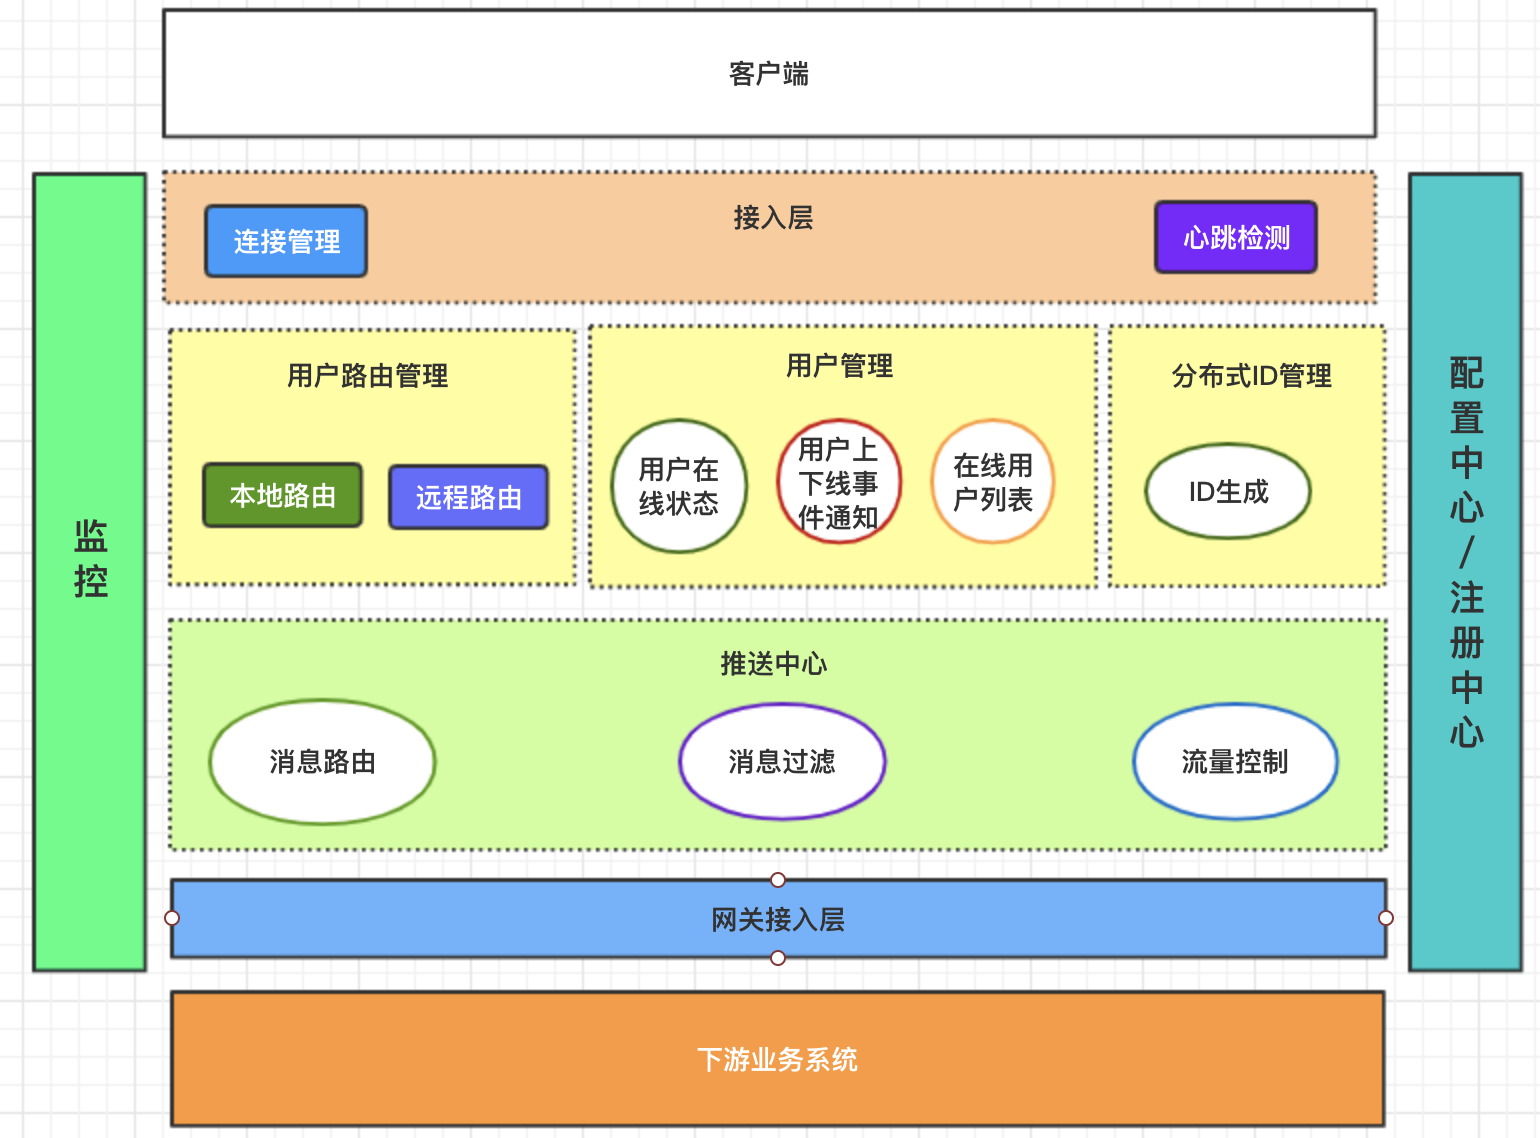 客户端
监
控
接入层
连接管理
心跳检测
配
置
中
心
/
注
册
中
心
用户路由管理
本地路由
远程路由
用户管理
用户在
线状态
用户上
下线事
件通知
在线用
户列表
分布式ID管理
ID生成
推送中心
消息路由
消息过滤
流量控制
网关接入层
下游业务系统